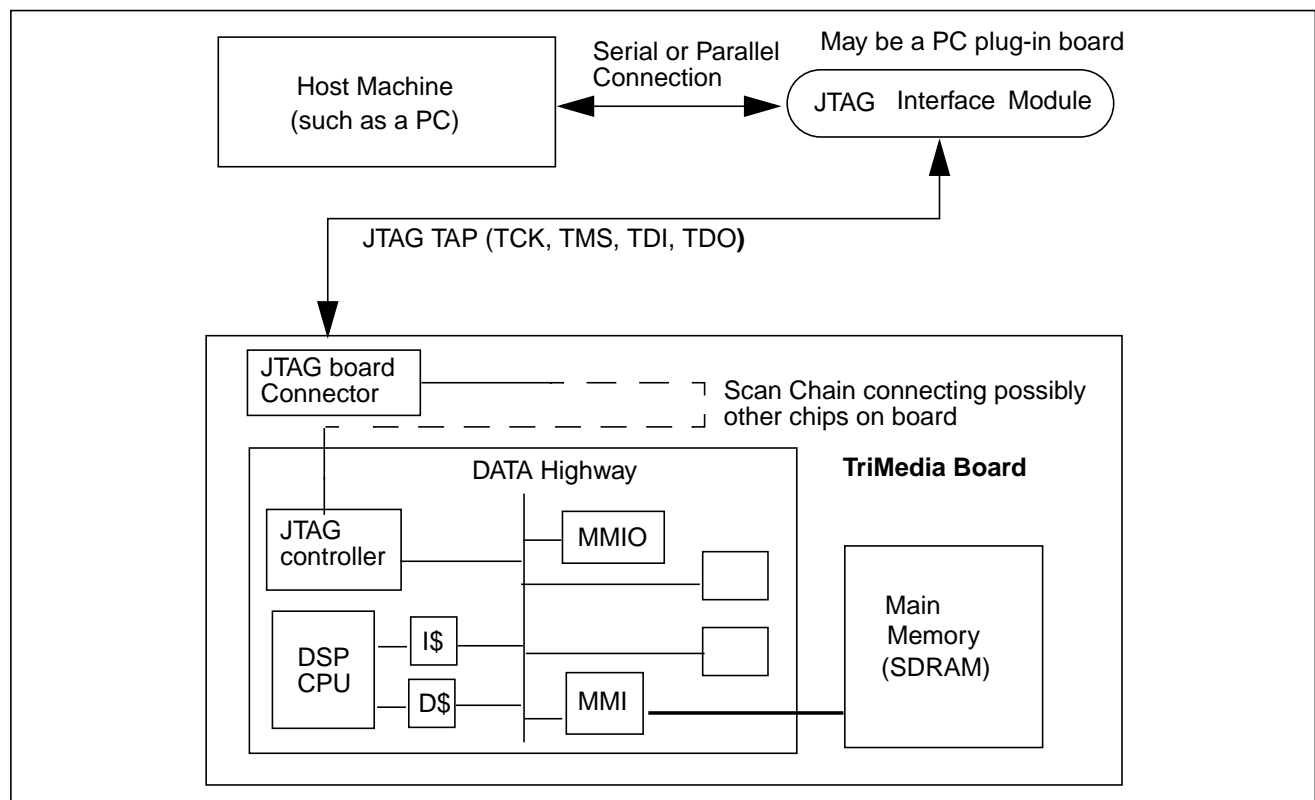 May be a PC plug-in board
Serial or Parallel
Connection
Host Machine
(such as a PC)
JTAG Interface Module
JTAG TAP (TCK, TMS, TDI, TDO)
JTAG board
Connector
Scan Chain connecting possibly
other chips on board
DATA Highway
TriMedia Board
JTAG
controller
MMIO
DSP
CPU
I$
D$
MMI
Main
Memory
(SDRAM)